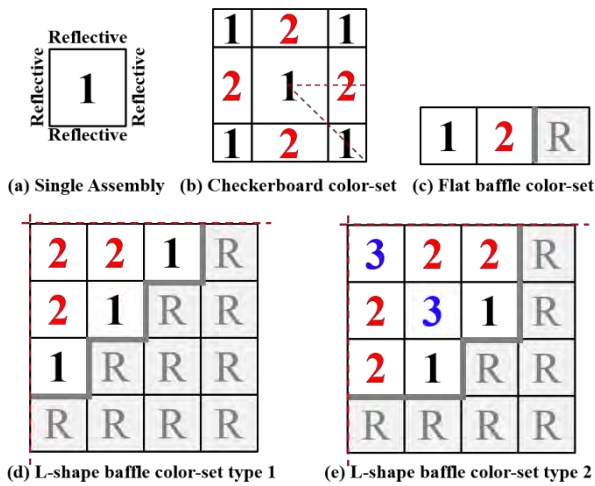 Reflective
Reflective 1 Reflective
Reflective
(a) Single Assembly
1 2 1
2 1 2
1 2 1
(b) Checkerboard color-set
1 2 R
(c) Flat baffle color-set
2 2 1 R
2 1 R R
1 R R R
R R R R
(d) L-shape baffle color-set type 1
3 2 2 R
2 3 1 R
2 1 R R
R R R R
(e) L-shape baffle color-set type 2